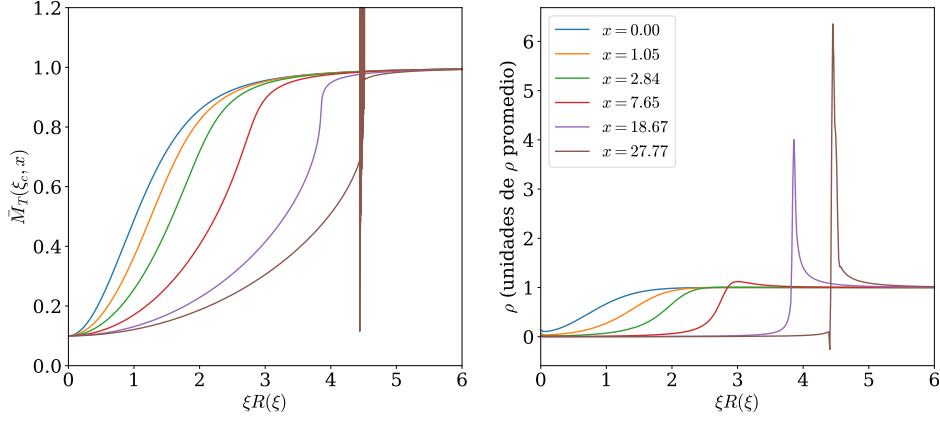 1.2
1.0
0.8
0.6
0.4
0.2
0.0
M̄_T(ξ_c, x)
0 1 2 3 4 5 6
ξR(ξ)
6
5
4
3
2
1
0
ρ (unidades de ρ promedio)
x = 0.00
x = 1.05
x = 2.84
x = 7.65
x = 18.67
x = 27.77
0 1 2 3 4 5 6
ξR(ξ)